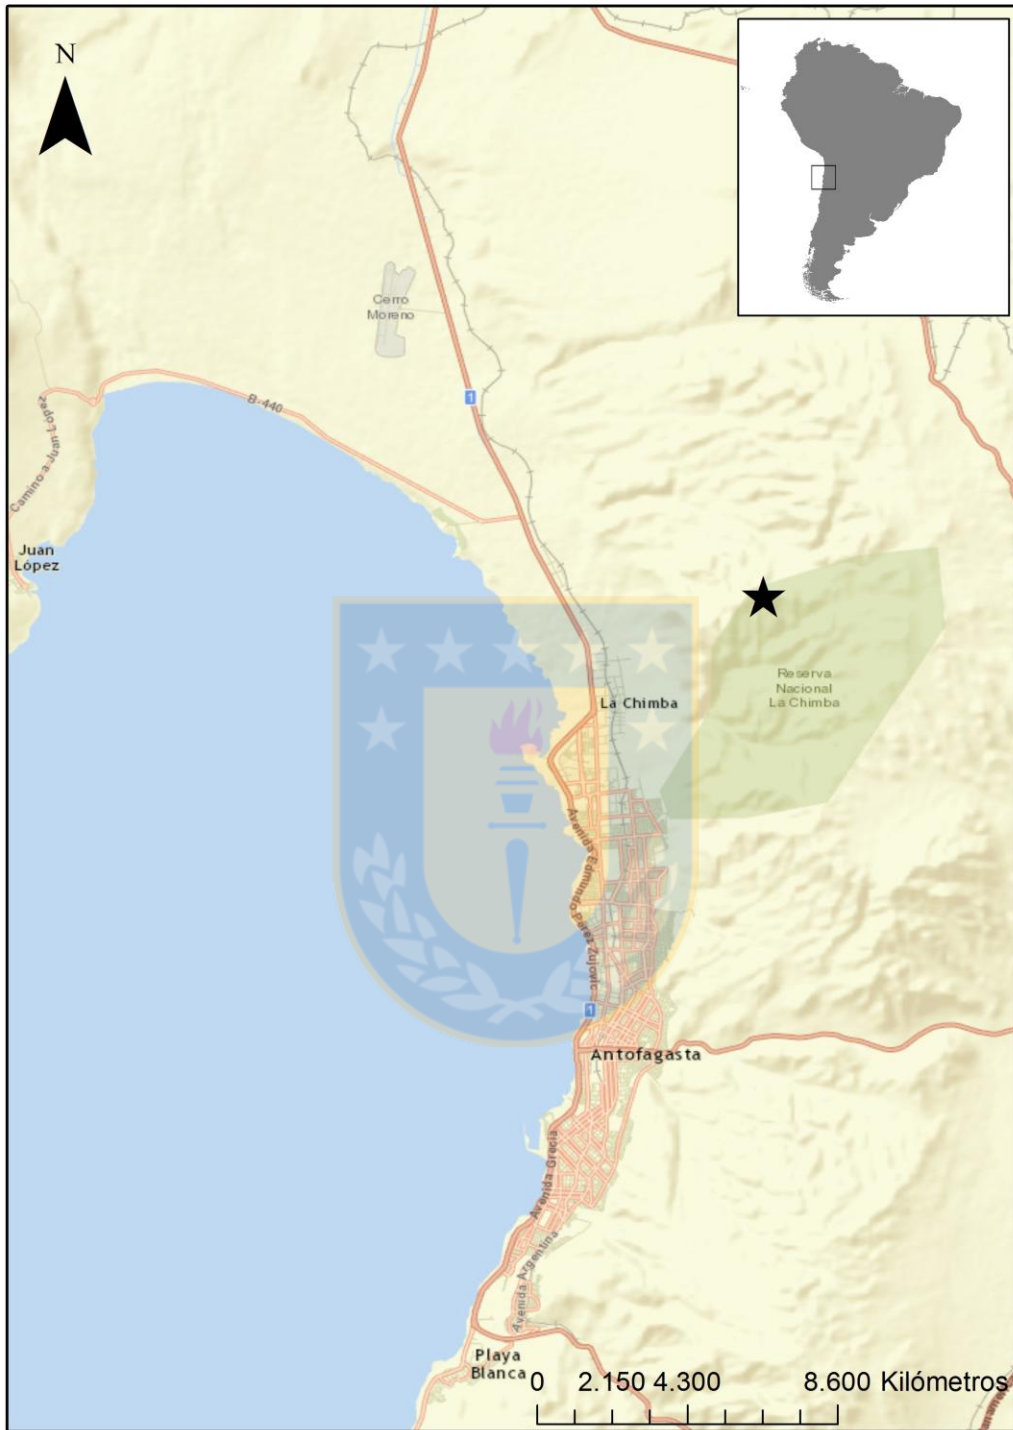 N
Cerro
Moreno
1
B-440
Camino a Juan López
Juan
López
Reserva
Nacional
La Chimba
La Chimba
Avenida Edmundo
Pérez Zujovic
1
Antofagasta
Avenida Grecia
Avenida Argentina
Playa
Blanca
0 2.150 4.300 8.600 Kilómetros